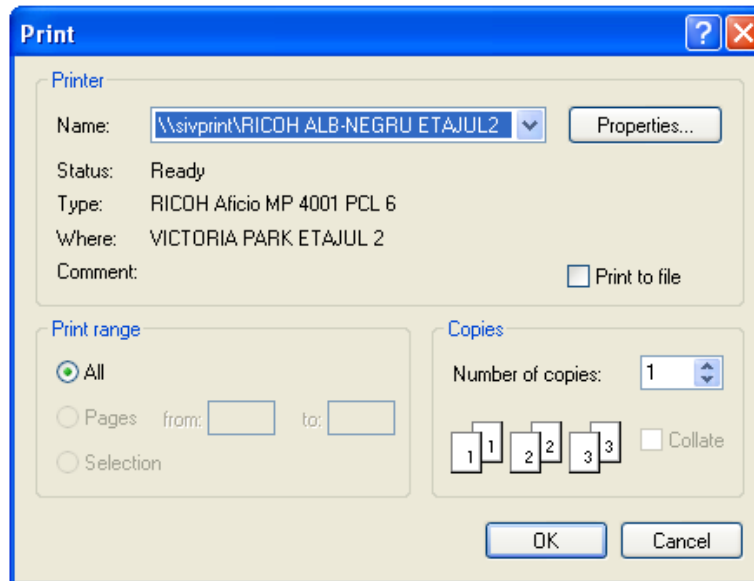 Print
Printer
Name: \\sivprint\RICOH ALB-NEGRU ETAJUL2 Properties...
Status: Ready
Type: RICOH Aficio MP 4001 PCL 6
Where: VICTORIA PARK ETAJUL 2
Comment: Print to file
Print range
All
Pages from: to:
Selection
Copies
Number of copies: 1
1 1 2 2 3 3 Collate
OK Cancel